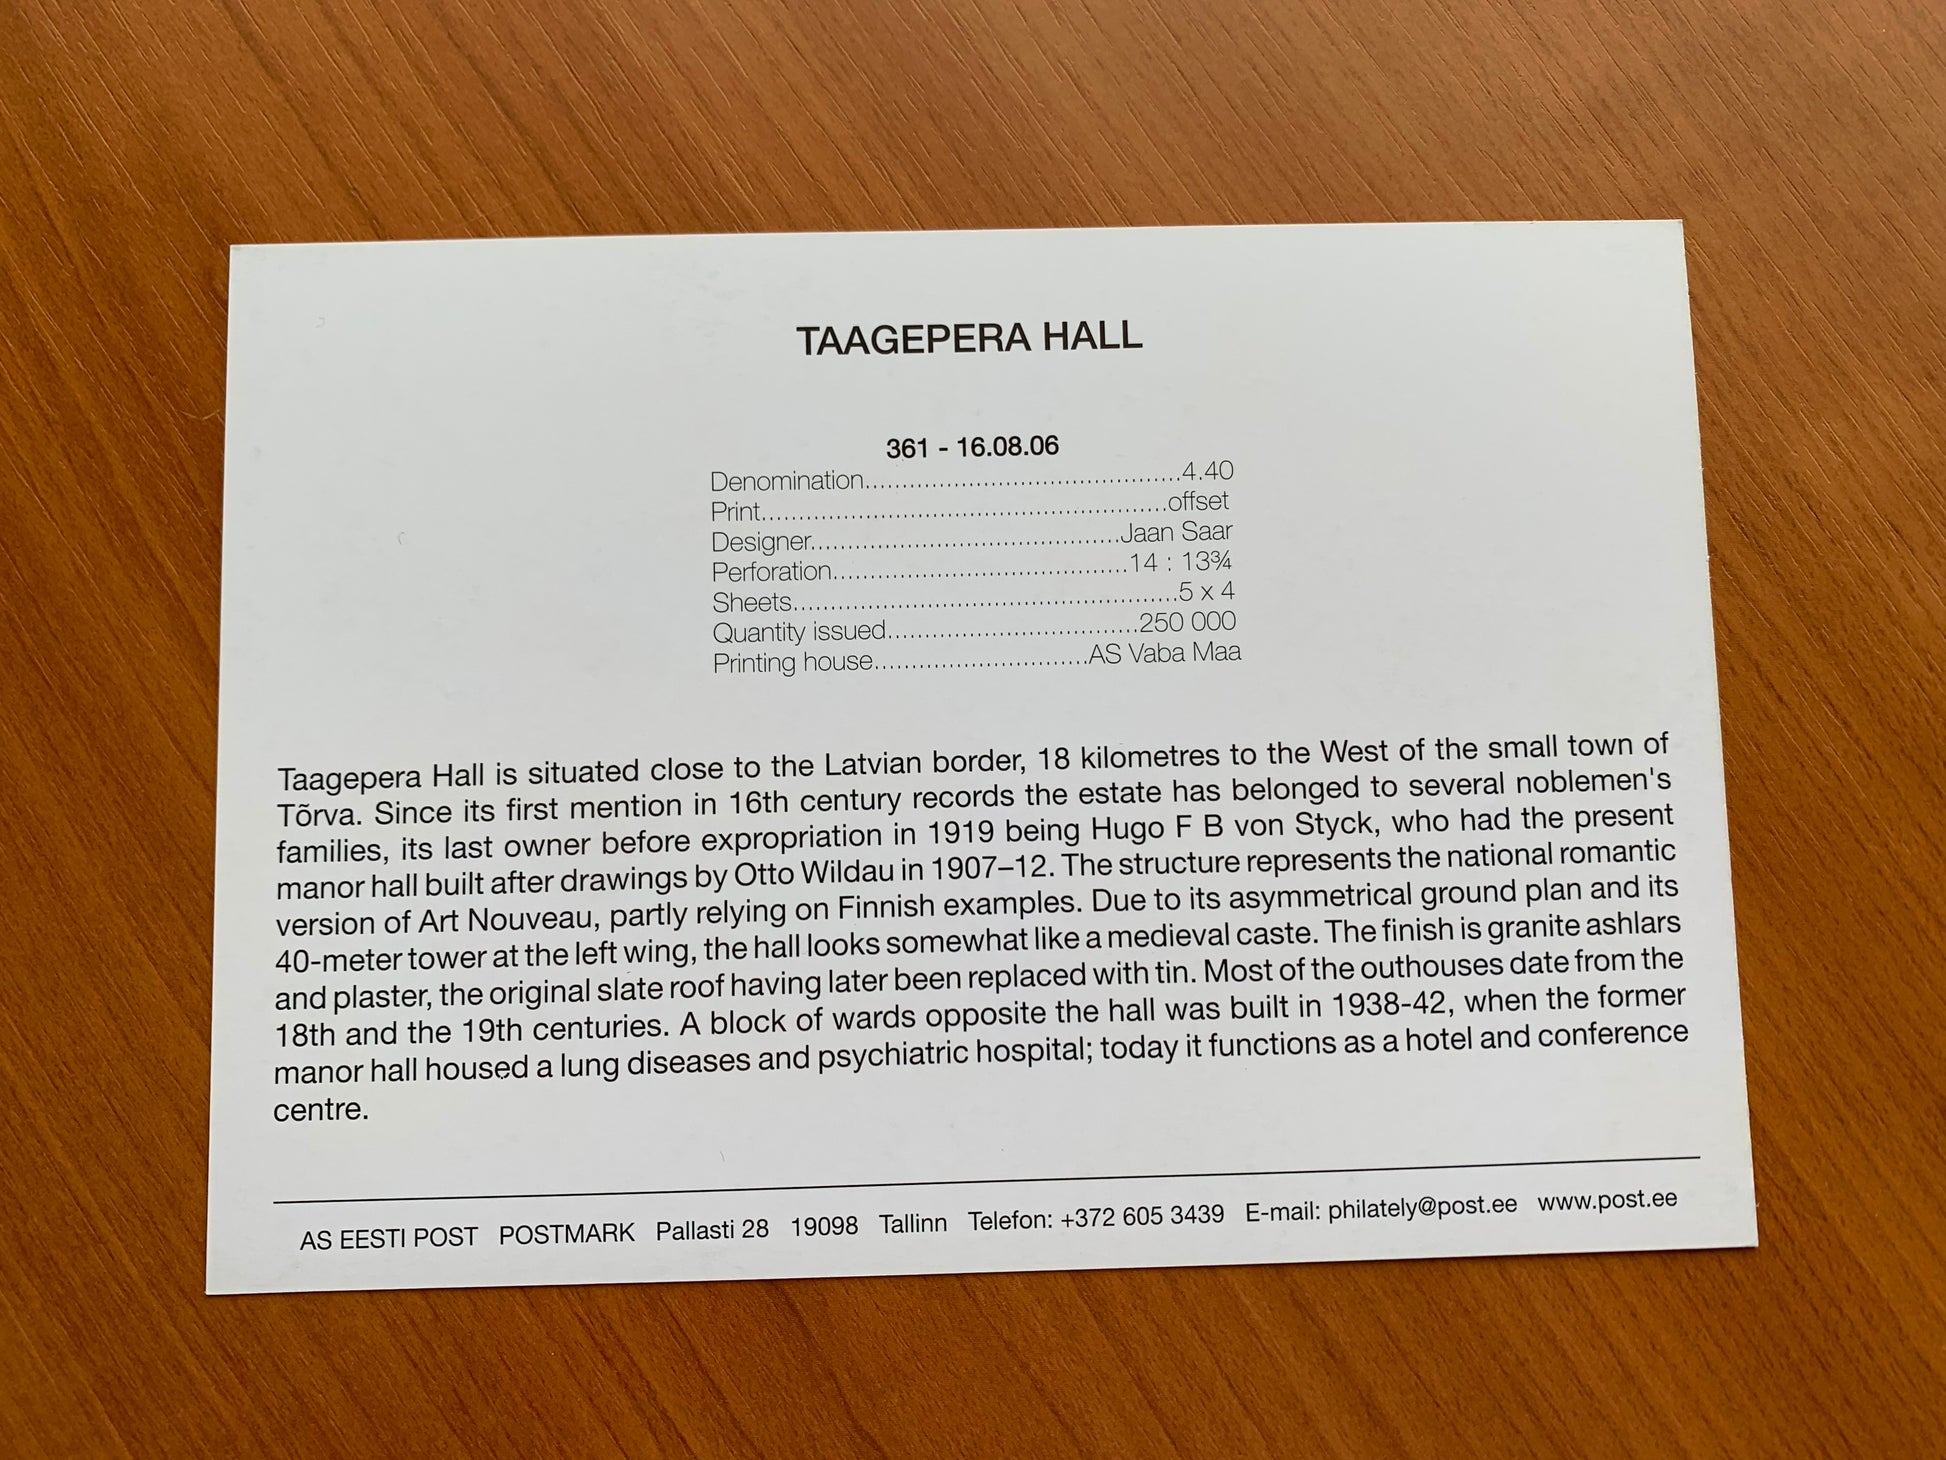 TAAGEPERA HALL
361 - 16.08.06
Denomination..........................................4.40
Print......................................................offset
Designer.........................................Jaan Saar
Perforation.......................................14 : 13¾
Sheets...................................................5 x 4
Quantity issued.................................250 000
Printing house............................AS Vaba Maa
Taagepera Hall is situated close to the Latvian border, 18 kilometres to the West of the small town of
Tõrva. Since its first mention in 16th century records the estate has belonged to several noblemen's
families, its last owner before expropriation in 1919 being Hugo F B von Styck, who had the present
manor hall built after drawings by Otto Wildau in 1907–12. The structure represents the national romantic
version of Art Nouveau, partly relying on Finnish examples. Due to its asymmetrical ground plan and its
40-meter tower at the left wing, the hall looks somewhat like a medieval caste. The finish is granite ashlars
and plaster, the original slate roof having later been replaced with tin. Most of the outhouses date from the
18th and the 19th centuries. A block of wards opposite the hall was built in 1938-42, when the former
manor hall housed a lung diseases and psychiatric hospital; today it functions as a hotel and conference
centre.
AS EESTI POST POSTMARK Pallasti 28 19098 Tallinn Telefon: +372 605 3439 E-mail: philately@post.ee www.post.ee